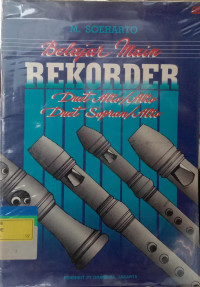 M. SOEHARTO
Belajar Main
REKORDER
Duet Alto/Alto
Duet Sopran/Alto